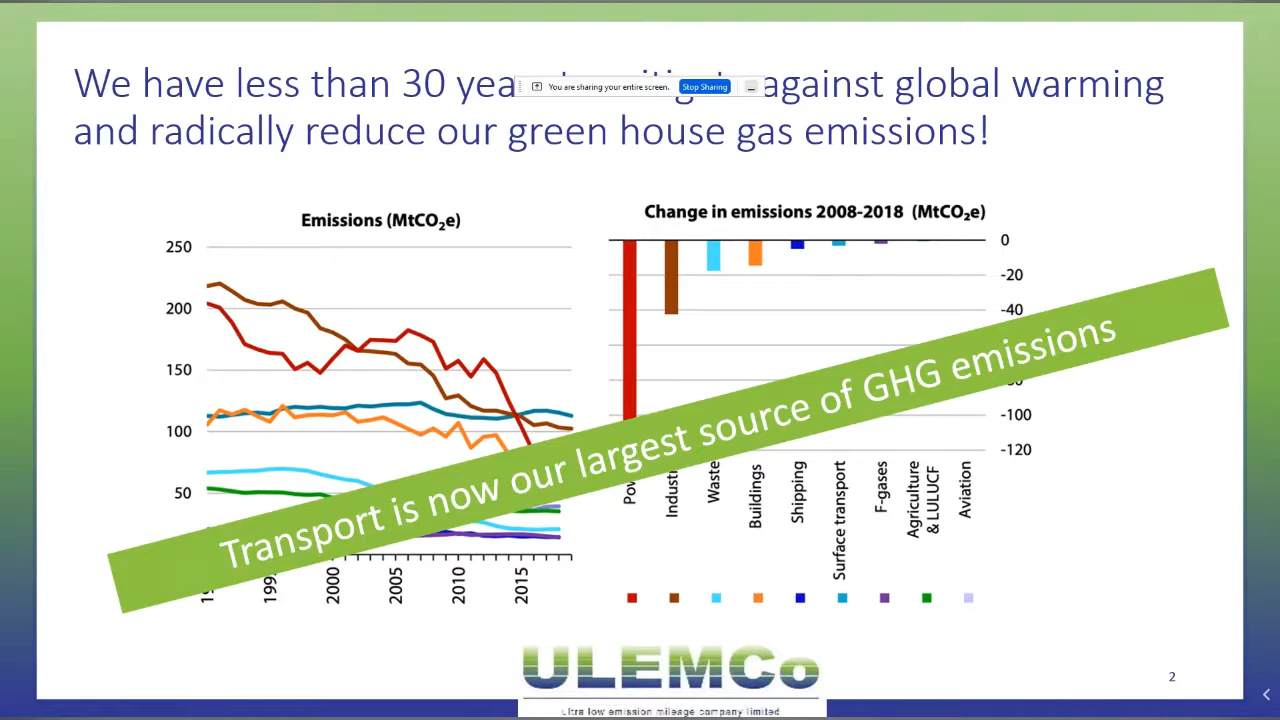 We have less than 30 against global warming
and radically reduce our green house gas emissions!
You are sharing your entire screen. Stop Sharing
Emissions (MtCO₂e)
250
200
150
100
50
2000
2005
2010
2015
Change in emissions 2008-2018 (MtCO₂e)
0
-20
-40
-100
-120
Waste
Buildings
Shipping
Surface transport
F-gases
Agriculture
& LULUCF
Aviation
Transport is now our largest source of GHG emissions
ULEMCo
Ultra low emission mileage company limited
2